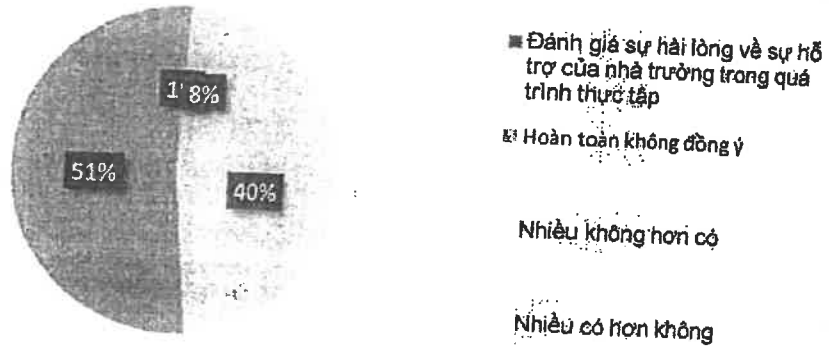 8%
51%
40%
Đánh giá sự hài lòng về sự hỗ
trợ của nhà trường trong quá
trình thực tập
Hoàn toàn không đồng ý
Nhiều không hơn có
Nhiều có hơn không